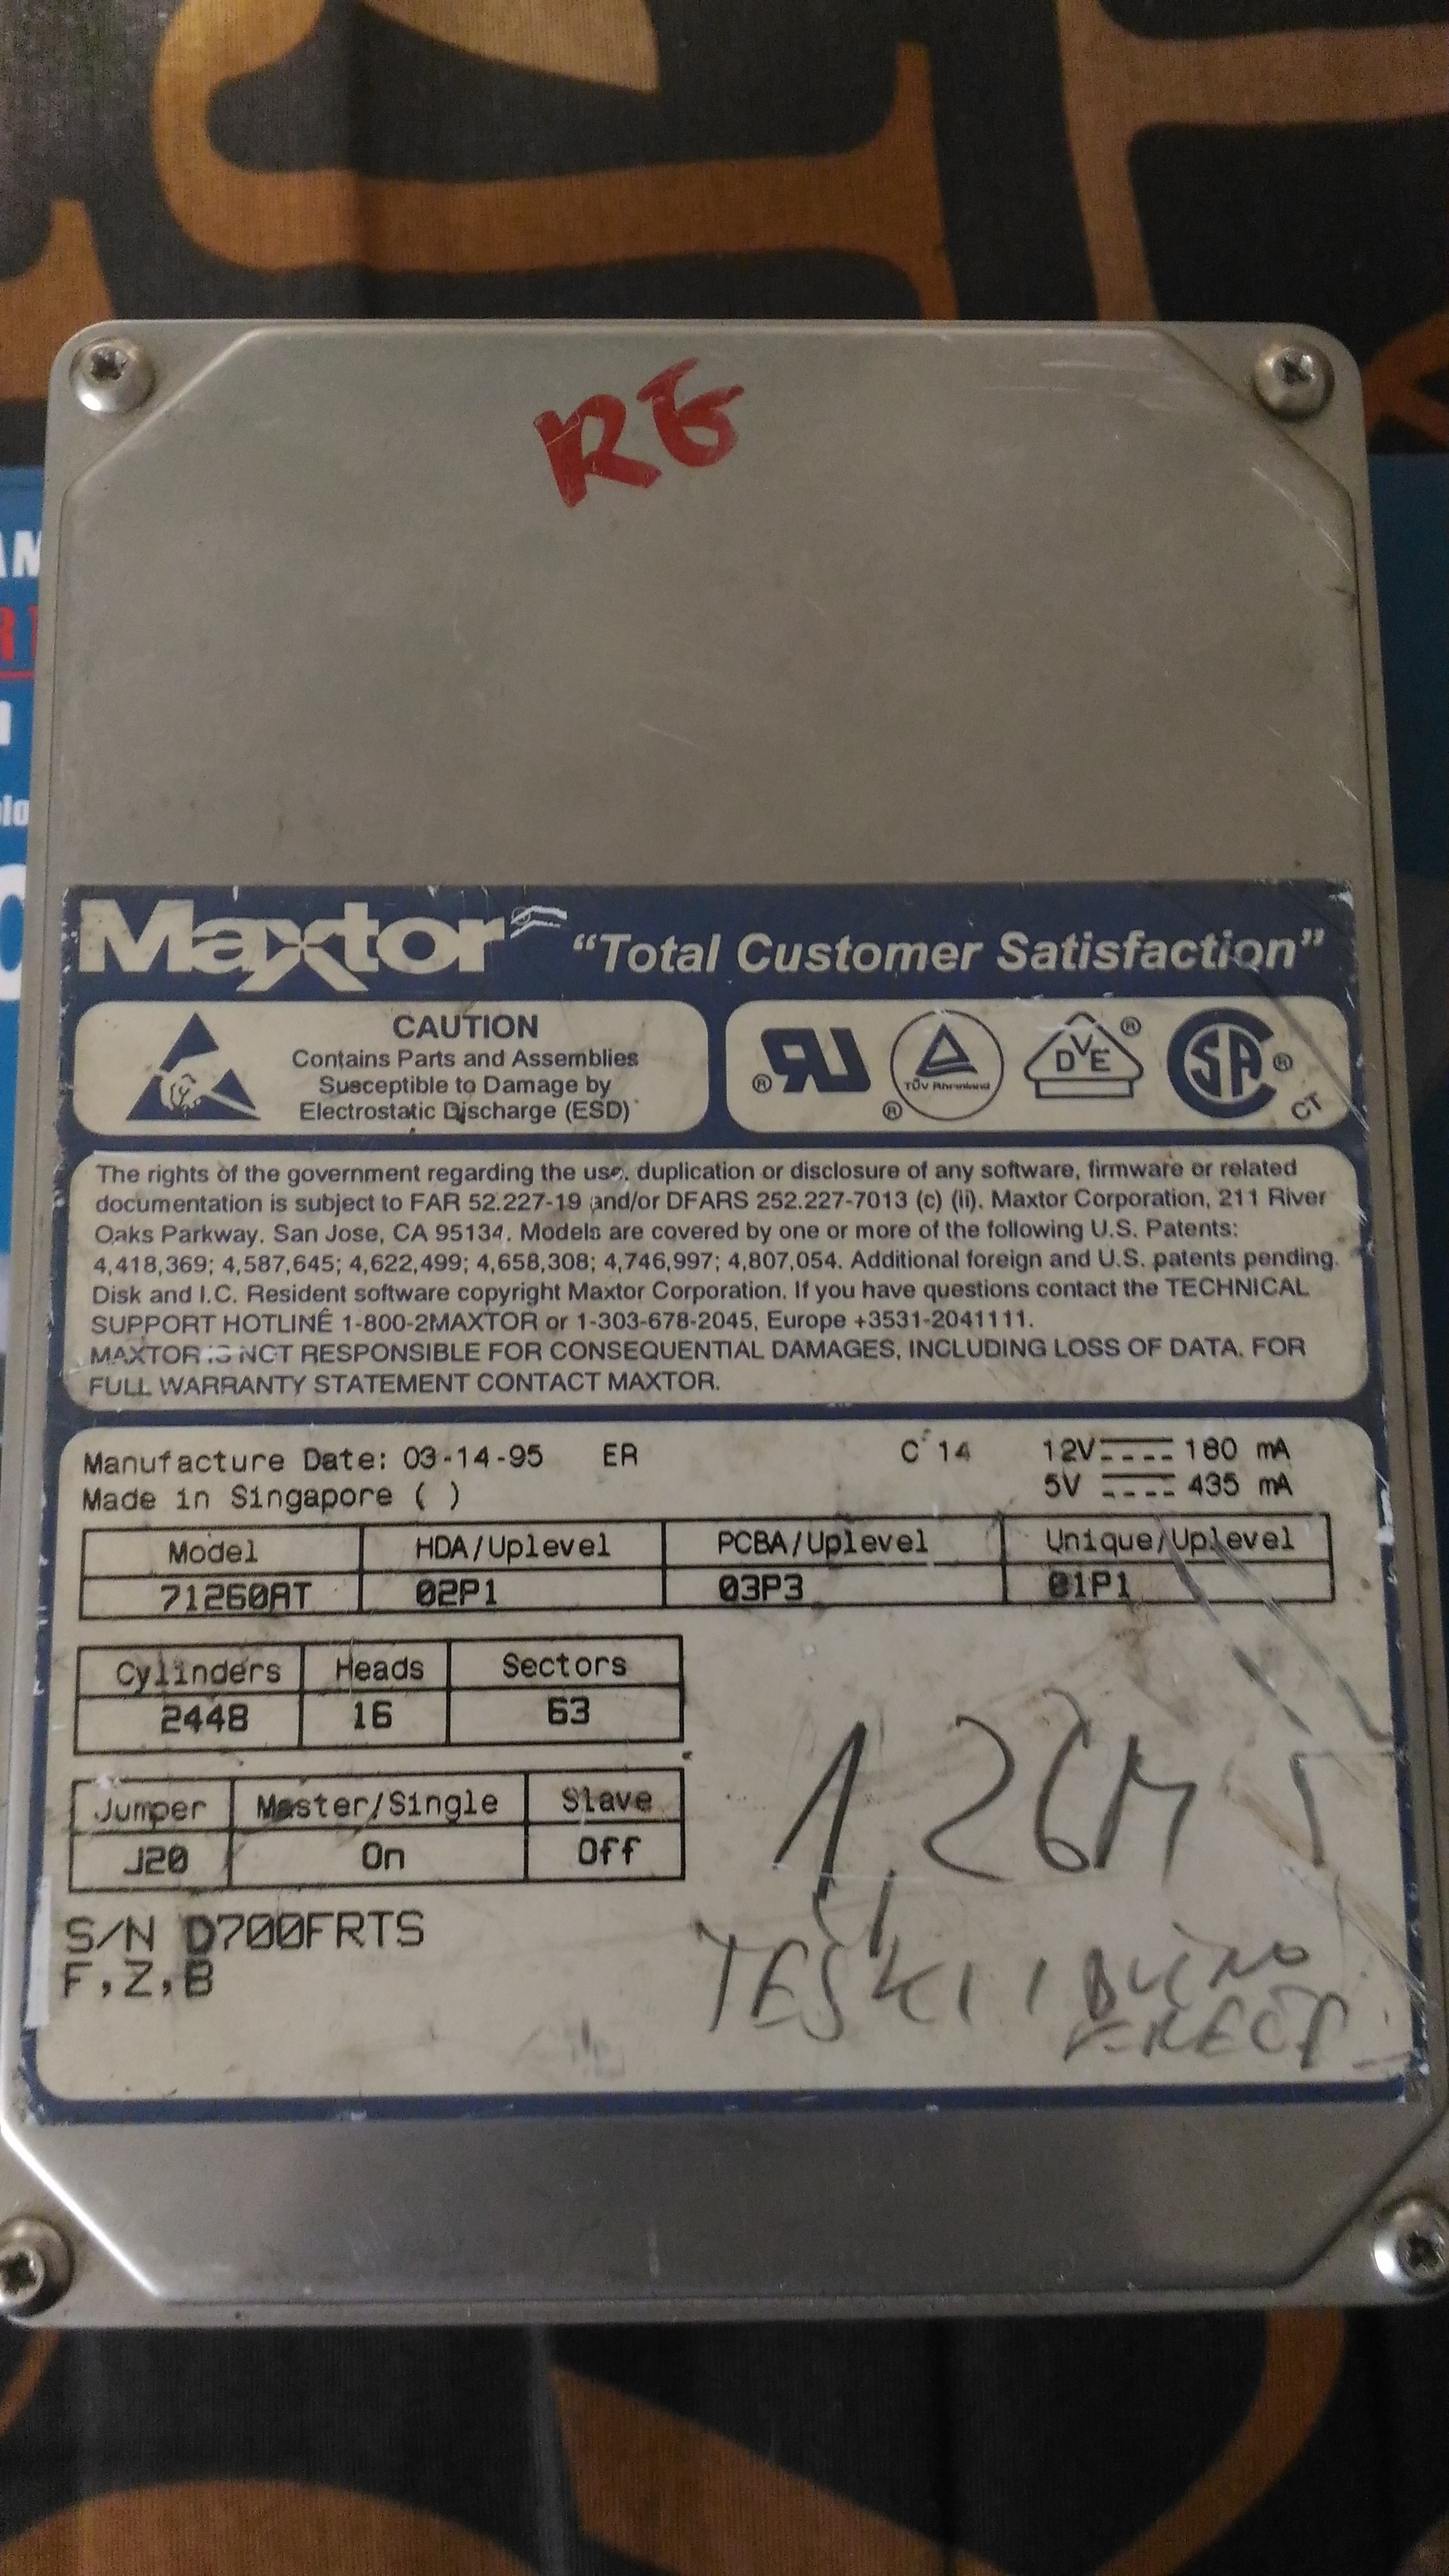 RG
Maxtor "Total Customer Satisfaction"
CAUTION
Contains Parts and Assemblies
Susceptible to Damage by
Electrostatic Discharge (ESD)
TÜV Rheinland
DVE
SA
CT
The rights of the government regarding the use, duplication or disclosure of any software, firmware or related
documentation is subject to FAR 52.227-19 and/or DFARS 252.227-7013 (c) (ii). Maxtor Corporation, 211 River
Oaks Parkway, San Jose, CA 95134. Models are covered by one or more of the following U.S. Patents:
4,418,369; 4,587,645; 4,622,499; 4,658,308; 4,746,997; 4,807,054. Additional foreign and U.S. patents pending.
Disk and I.C. Resident software copyright Maxtor Corporation. If you have questions contact the TECHNICAL
SUPPORT HOTLINE 1-800-2MAXTOR or 1-303-678-2045, Europe +3531-2041111.
MAXTOR IS NOT RESPONSIBLE FOR CONSEQUENTIAL DAMAGES, INCLUDING LOSS OF DATA. FOR
FULL WARRANTY STATEMENT CONTACT MAXTOR.
Manufacture Date: 03-14-95 ER C 14 12V 180 mA
Made in Singapore ( ) 5V 435 mA
Model HDA/Uplevel PCBA/Uplevel Unique/Uplevel
71260AT 02P1 03P3 01P1
Cylinders Heads Sectors
2448 16 63
Jumper Master/Single Slave
J20 On Off
S/N D700FRTS
F,Z,B
1,26M